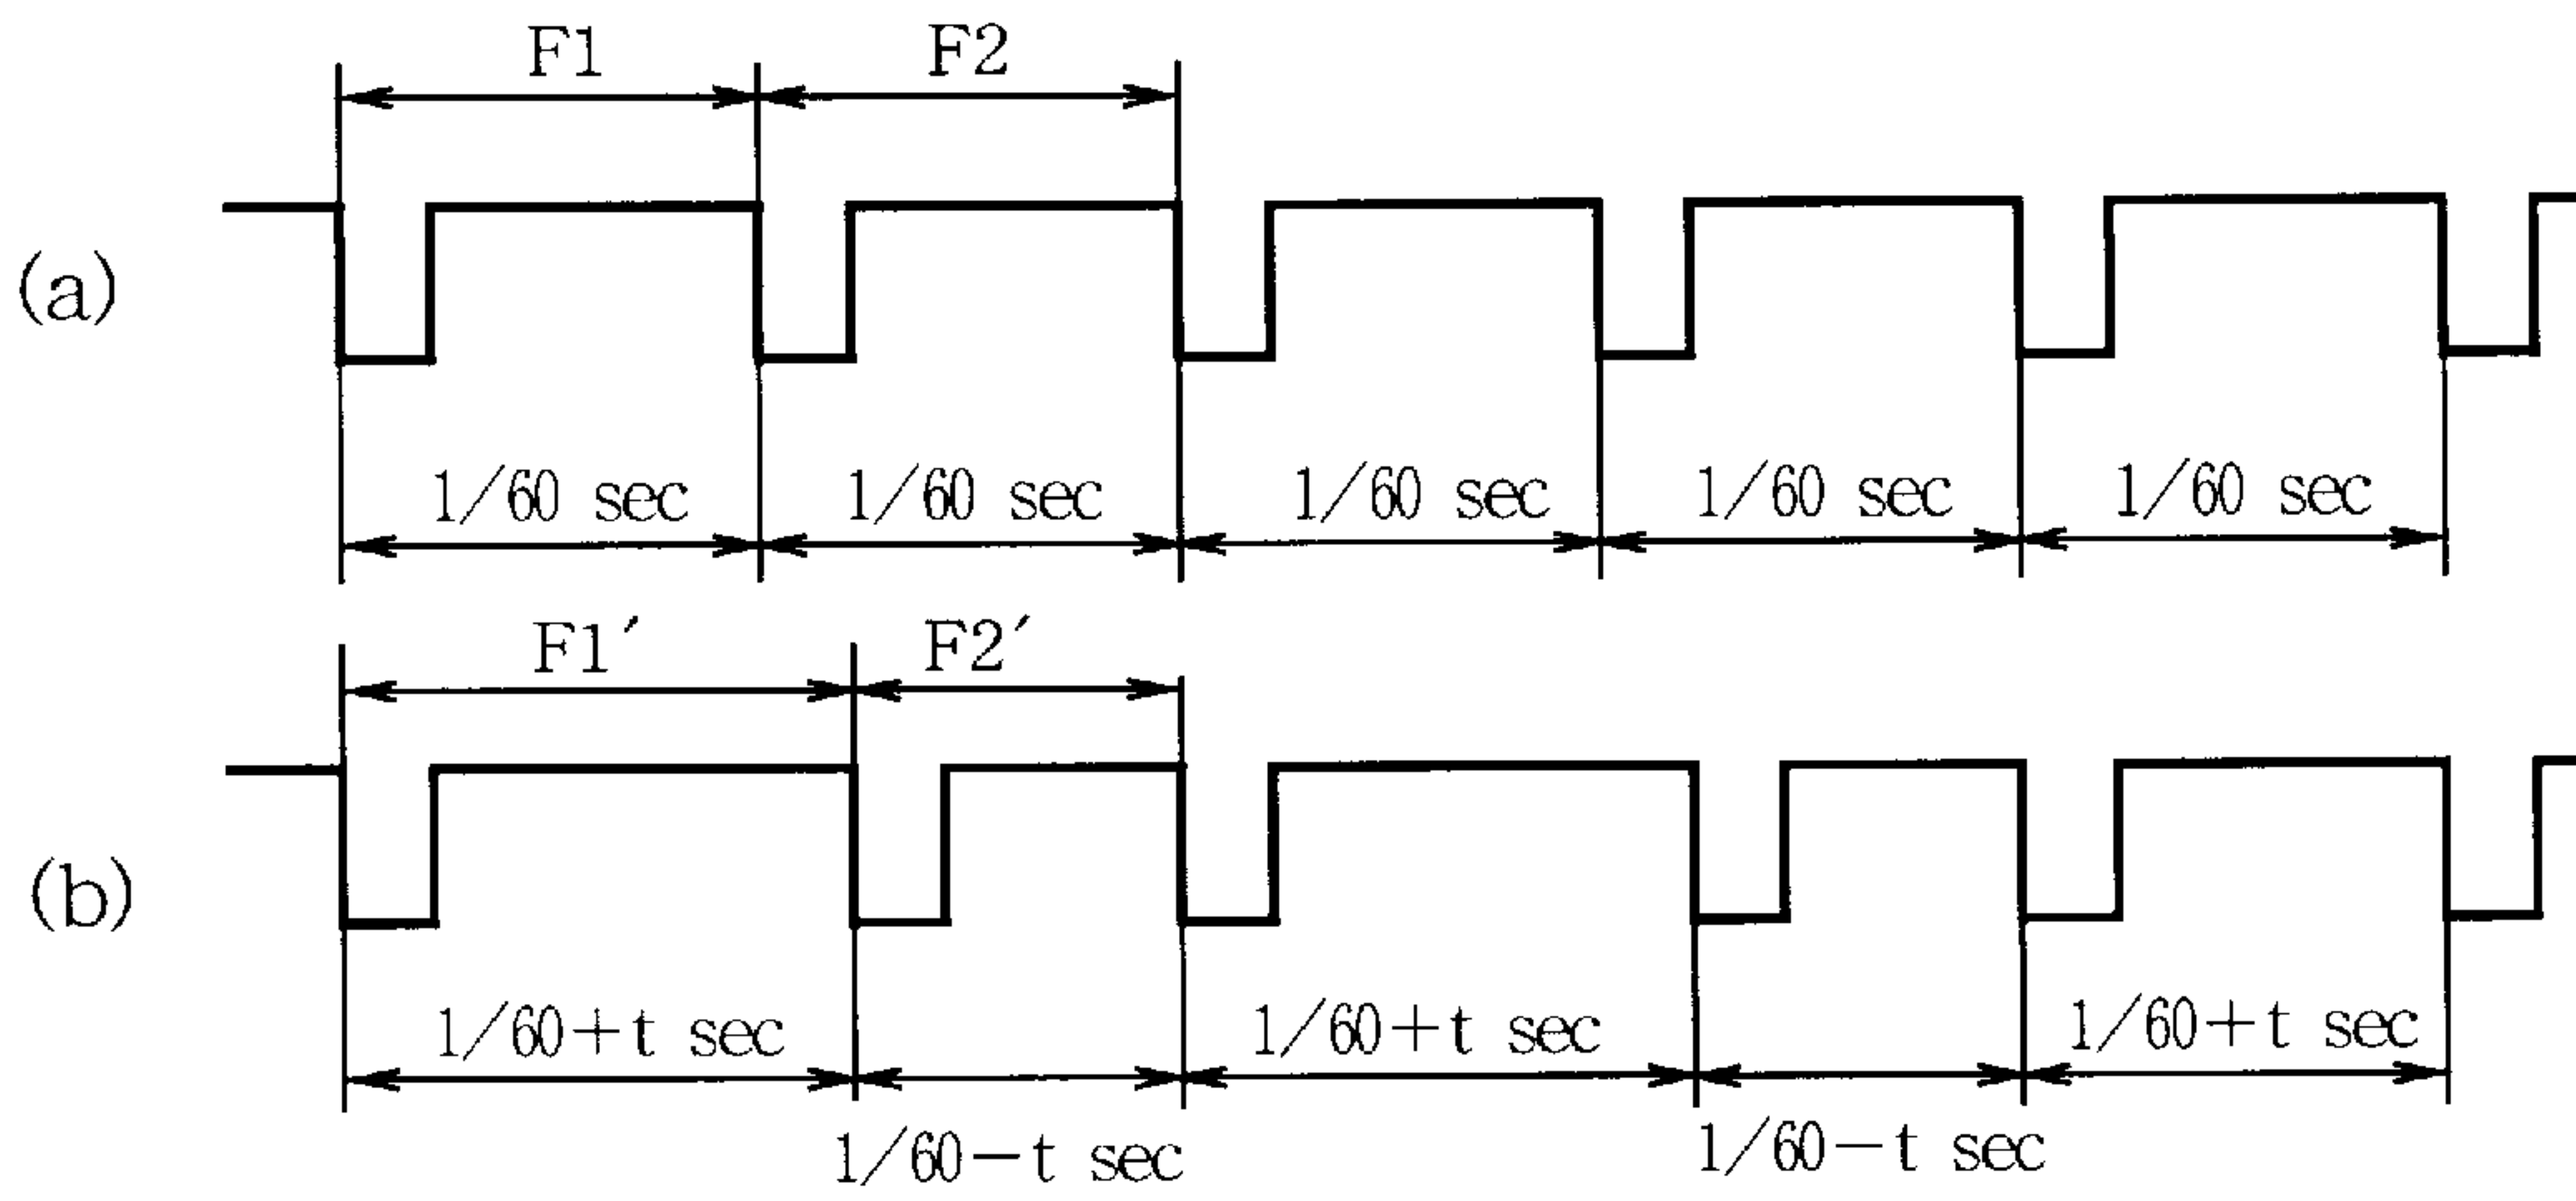 F1 F2
(a)
1/60 sec 1/60 sec 1/60 sec 1/60 sec 1/60 sec
F1′ F2′
(b)
1/60+t sec 1/60+t sec 1/60+t sec
1/60−t sec 1/60−t sec